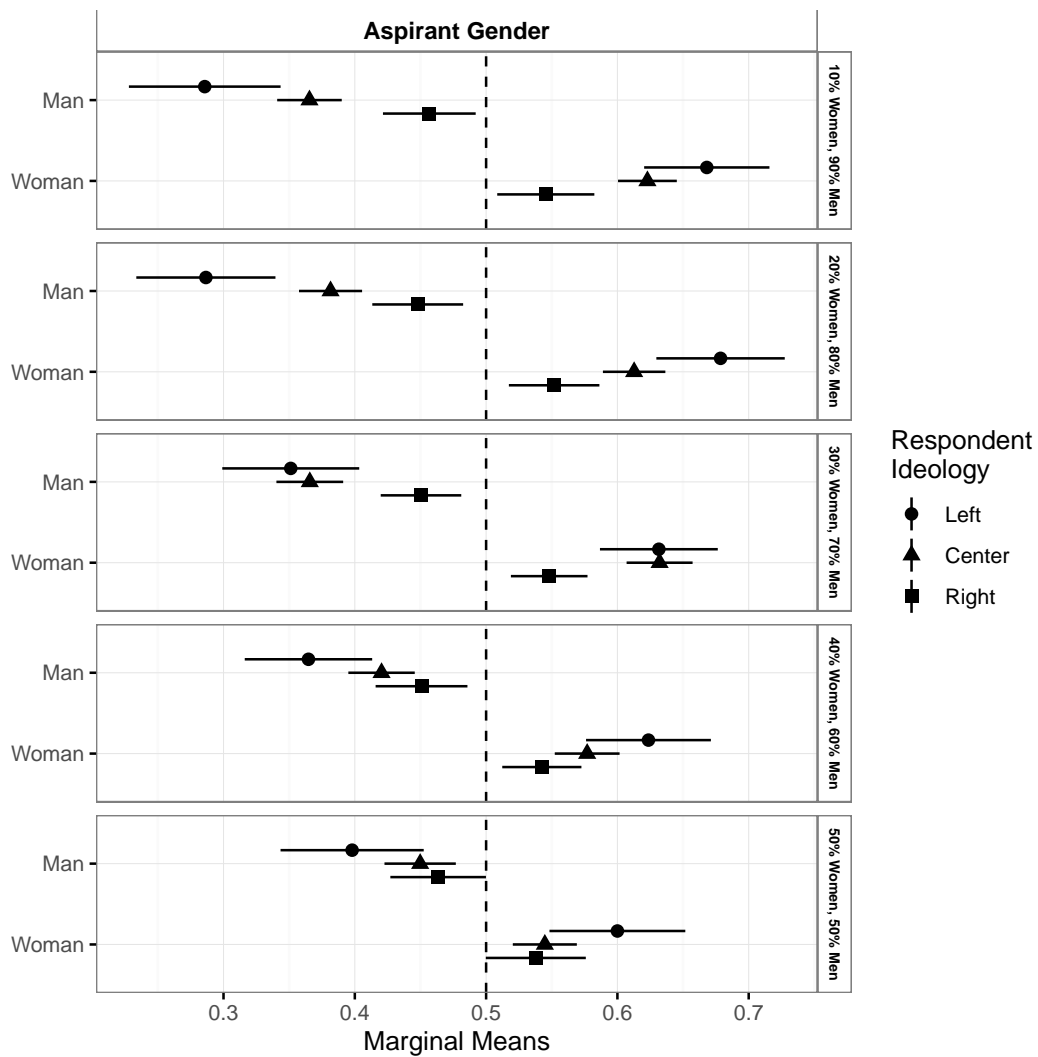 Aspirant Gender
Man
Woman
10% Women, 90% Men
Man
Woman
20% Women, 80% Men
Man
Woman
30% Women, 70% Men
Man
Woman
40% Women, 60% Men
Man
Woman
50% Women, 50% Men
0.3 0.4 0.5 0.6 0.7
Marginal Means
Respondent
Ideology
Left
Center
Right